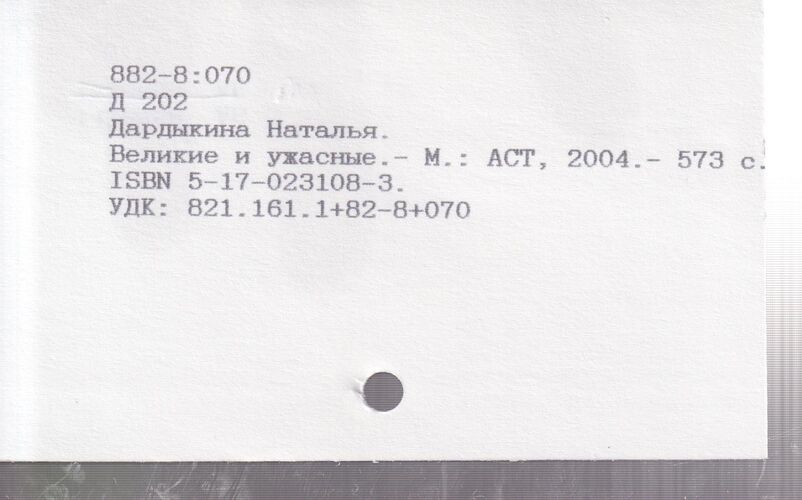 882-8:070
Д 202
Дардыкина Наталья.
Великие и ужасные.- М.: АСТ, 2004.- 573 с.
ISBN 5-17-023108-3.
УДК: 821.161.1+82-8+070